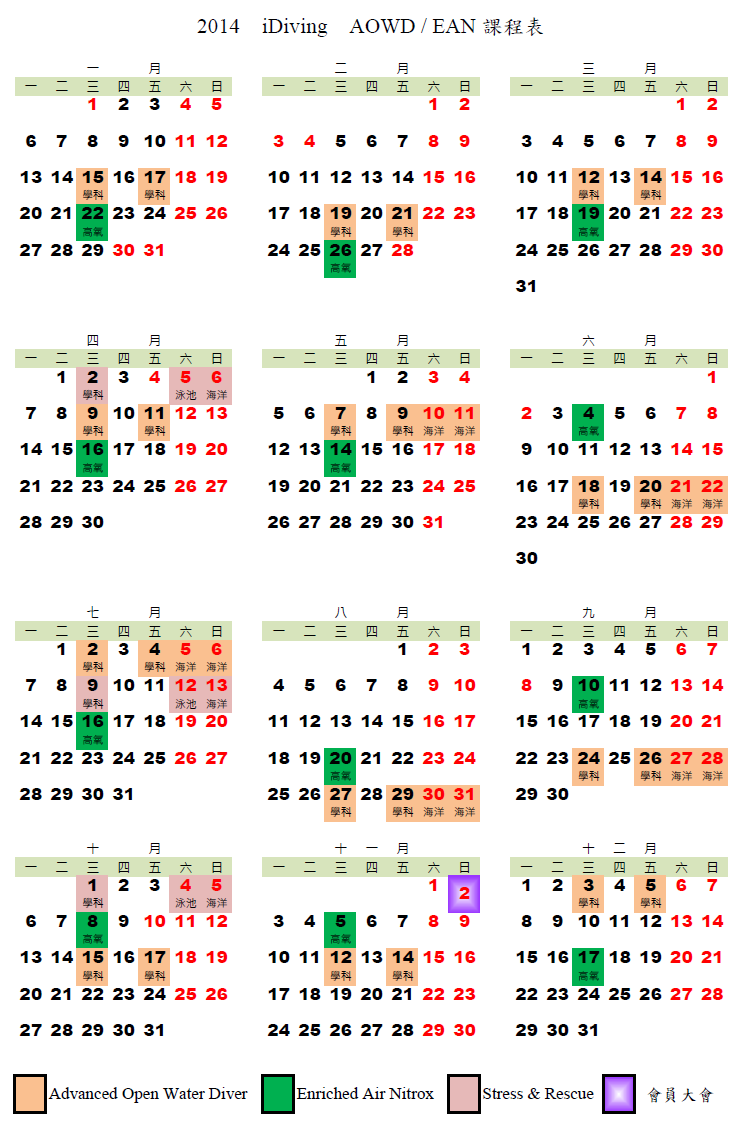 2014 iDiving AOWD / EAN 課程表
一 月 二 月 三 月
一 二 三 四 五 六 日 一 二 三 四 五 六 日 一 二 三 四 五 六 日
1 2 3 4 5 1 2 1 2
6 7 8 9 10 11 12 3 4 5 6 7 8 9 3 4 5 6 7 8 9
13 14 15 16 17 18 19 10 11 12 13 14 15 16 10 11 12 13 14 15 16
學科 學科 學科 學科
20 21 22 23 24 25 26 17 18 19 20 21 22 23 17 18 19 20 21 22 23
高氧 學科 學科 高氧
27 28 29 30 31 24 25 26 27 28 24 25 26 27 28 29 30
高氧
31
四 月 五 月 六 月
一 二 三 四 五 六 日 一 二 三 四 五 六 日 一 二 三 四 五 六 日
1 2 3 4 5 6 1 2 3 4 1
學科 泳池 海洋
7 8 9 10 11 12 13 5 6 7 8 9 10 11 2 3 4 5 6 7 8
學科 學科 學科 學科 海洋 海洋 高氧
14 15 16 17 18 19 20 12 13 14 15 16 17 18 9 10 11 12 13 14 15
高氧 高氧
21 22 23 24 25 26 27 19 20 21 22 23 24 25 16 17 18 19 20 21 22
學科 學科 海洋 海洋
28 29 30 26 27 28 29 30 31 23 24 25 26 27 28 29
30
七 月 八 月 九 月
一 二 三 四 五 六 日 一 二 三 四 五 六 日 一 二 三 四 五 六 日
1 2 3 4 5 6 1 2 3 1 2 3 4 5 6 7
學科 學科 海洋 海洋
7 8 9 10 11 12 13 4 5 6 7 8 9 10 8 9 10 11 12 13 14
學科 泳池 海洋 高氧
14 15 16 17 18 19 20 11 12 13 14 15 16 17 15 16 17 18 19 20 21
高氧
21 22 23 24 25 26 27 18 19 20 21 22 23 24 22 23 24 25 26 27 28
高氧 學科 學科 海洋 海洋
28 29 30 31 25 26 27 28 29 30 31 29 30
學科 學科 海洋 海洋
十 月 十 一 月 十 二 月
一 二 三 四 五 六 日 一 二 三 四 五 六 日 一 二 三 四 五 六 日
1 2 3 4 5 1 2 1 2 3 4 5 6 7
學科 泳池 海洋 學科 學科
6 7 8 9 10 11 12 3 4 5 6 7 8 9 8 9 10 11 12 13 14
高氧 高氧
13 14 15 16 17 18 19 10 11 12 13 14 15 16 15 16 17 18 19 20 21
學科 學科 學科 學科 高氧
20 21 22 23 24 25 26 17 18 19 20 21 22 23 22 23 24 25 26 27 28
27 28 29 30 31 24 25 26 27 28 29 30 29 30 31
Advanced Open Water Diver Enriched Air Nitrox Stress & Rescue 會員大會